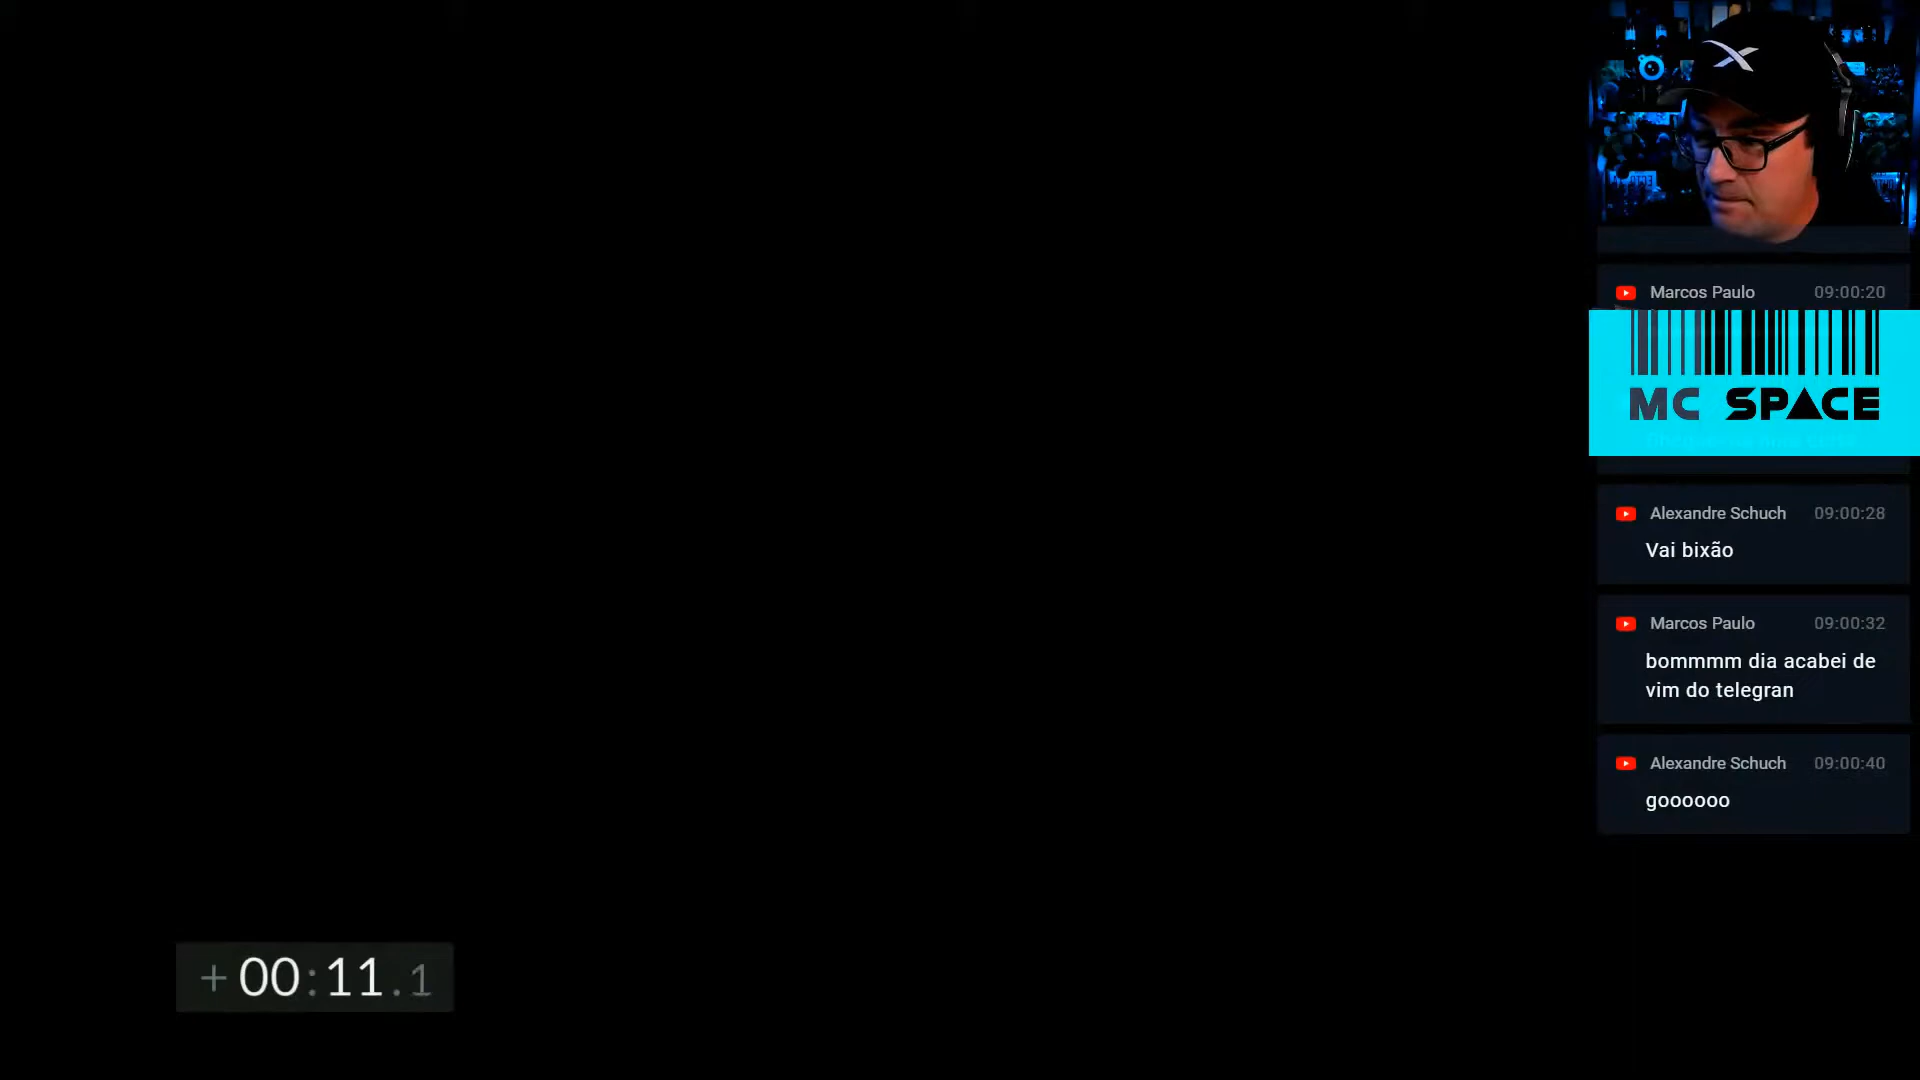 Marcos Paulo 09:00:20
MC SPACE
Alexandre Schuch 09:00:28
Vai bixão
Marcos Paulo 09:00:32
bommmm dia acabei de
vim do telegran
Alexandre Schuch 09:00:40
goooooo
+00:11.1